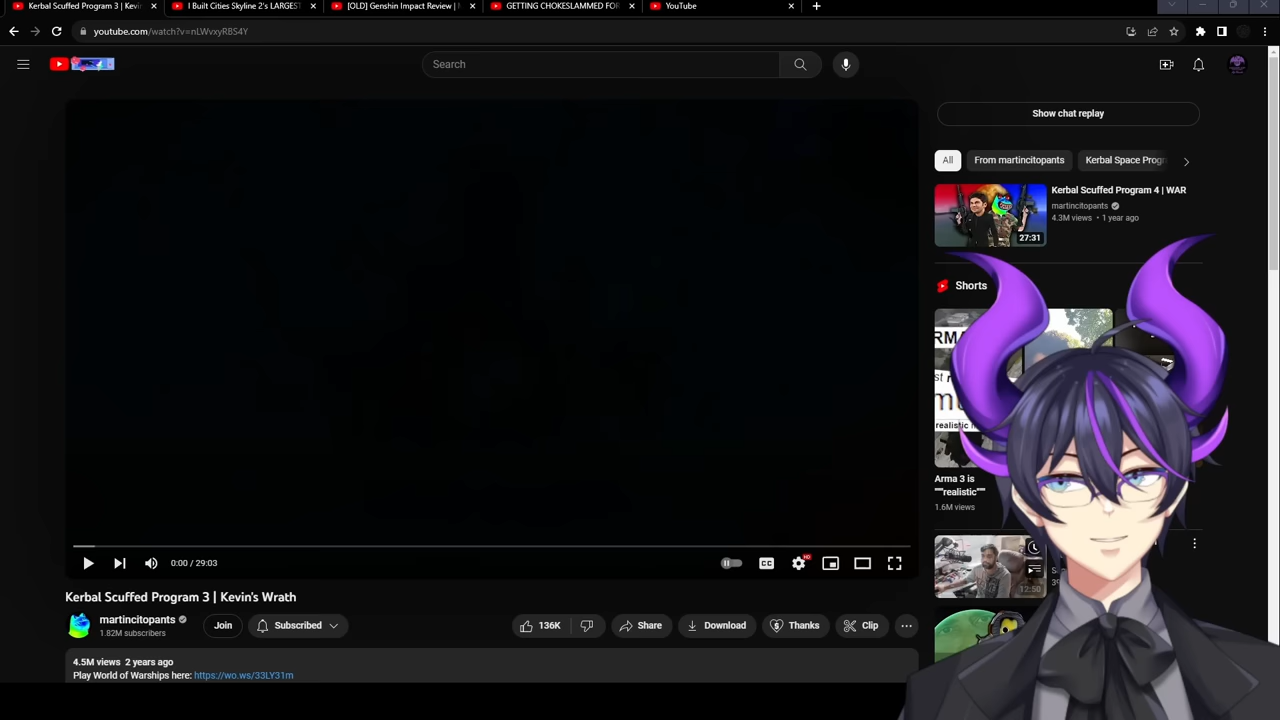 Kerbal Scuffed Program 3 | Kevi
I Built Cities Skyline 2's LARGEST
[OLD] Genshin Impact Review |
GETTING CHOKESLAMMED FOR
YouTube
youtube.com/watch?v=nLWvxyRBS4Y
Search
Show chat replay
All
From martincitopants
Kerbal Space Progr
Kerbal Scuffed Program 4 | WAR
martincitopants
4.3M views • 1 year ago
27:31
Shorts
realistic
Arma 3 is
"""realistic"""
1.6M views
12:50
0:00 / 29:03
CC
HD
Kerbal Scuffed Program 3 | Kevin's Wrath
martincitopants
1.82M subscribers
Join
Subscribed
136K
Share
Download
Thanks
Clip
4.5M views 2 years ago
Play World of Warships here: https://wo.ws/33LY31m